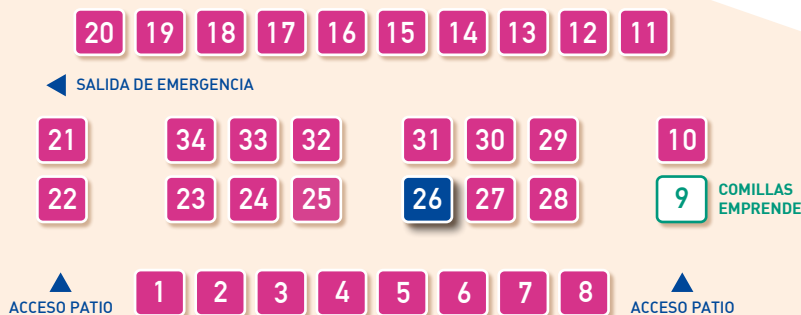 20 19 18 17 16 15 14 13 12 11
SALIDA DE EMERGENCIA
21 34 33 32 31 30 29 10
22 23 24 25 26 27 28 9 COMILLAS
EMPRENDE
1 2 3 4 5 6 7 8
ACCESO PATIO ACCESO PATIO